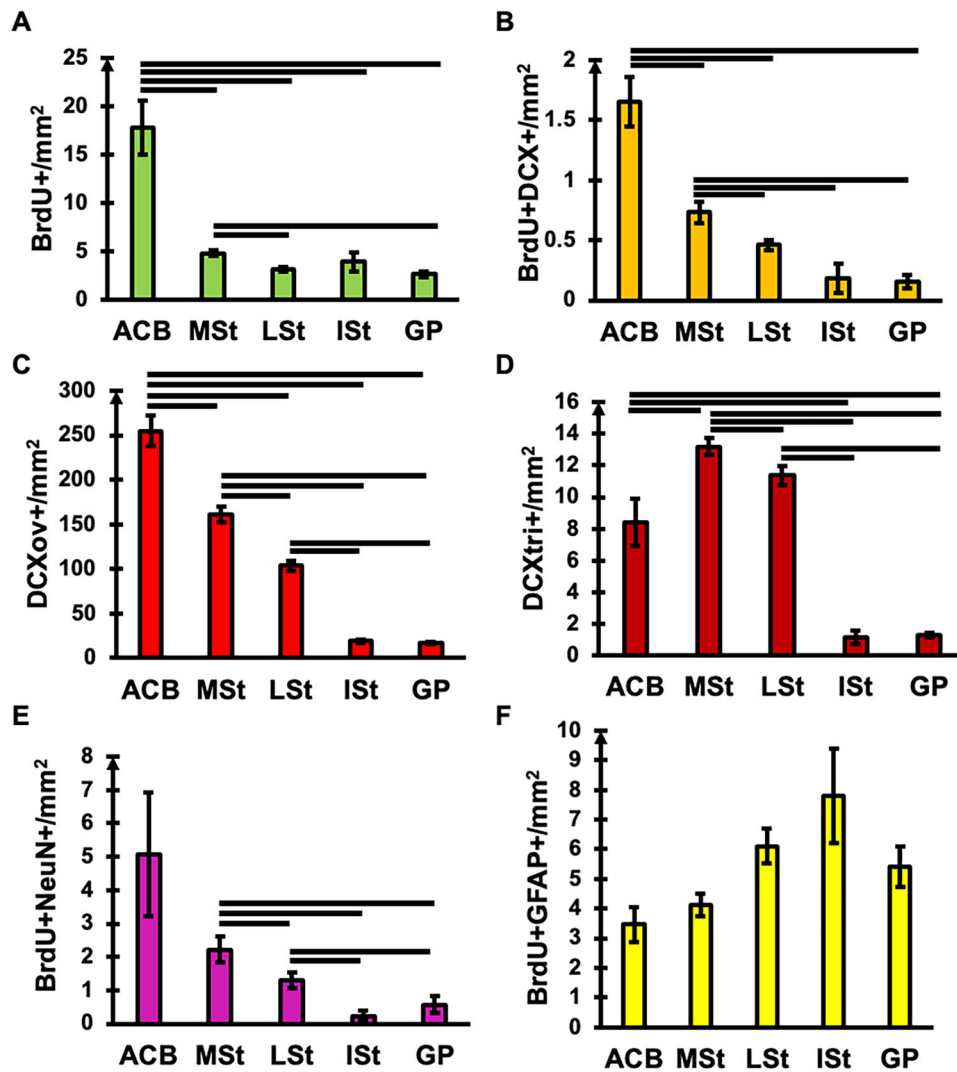 A
BrdU+/mm²
25
20
15
10
5
0
ACB MSt LSt ISt GP
B
BrdU+DCX+/mm²
2
1.5
1
0.5
0
ACB MSt LSt ISt GP
C
DCXov+/mm²
300
250
200
150
100
50
0
ACB MSt LSt ISt GP
D
DCXtri+/mm²
16
14
12
10
8
6
4
2
0
ACB MSt LSt ISt GP
E
BrdU+NeuN+/mm²
8
7
6
5
4
3
2
1
0
ACB MSt LSt ISt GP
F
BrdU+GFAP+/mm²
10
9
8
7
6
5
4
3
2
1
0
ACB MSt LSt ISt GP